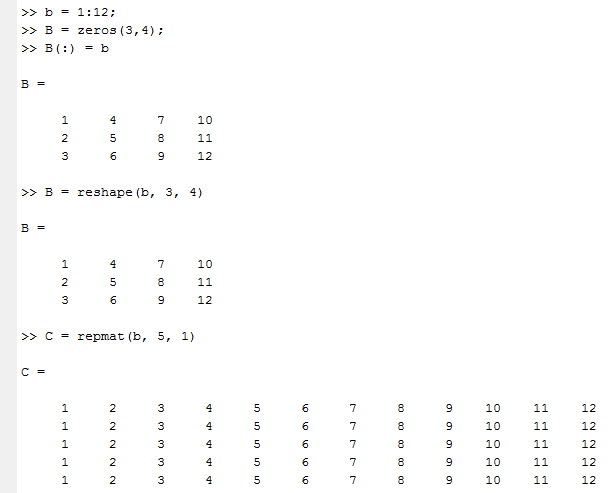 >> b = 1:12;
>> B = zeros(3,4);
>> B(:) = b
B =
1 4 7 10
2 5 8 11
3 6 9 12
>> B = reshape(b, 3, 4)
B =
1 4 7 10
2 5 8 11
3 6 9 12
>> C = repmat(b, 5, 1)
C =
1 2 3 4 5 6 7 8 9 10 11 12
1 2 3 4 5 6 7 8 9 10 11 12
1 2 3 4 5 6 7 8 9 10 11 12
1 2 3 4 5 6 7 8 9 10 11 12
1 2 3 4 5 6 7 8 9 10 11 12